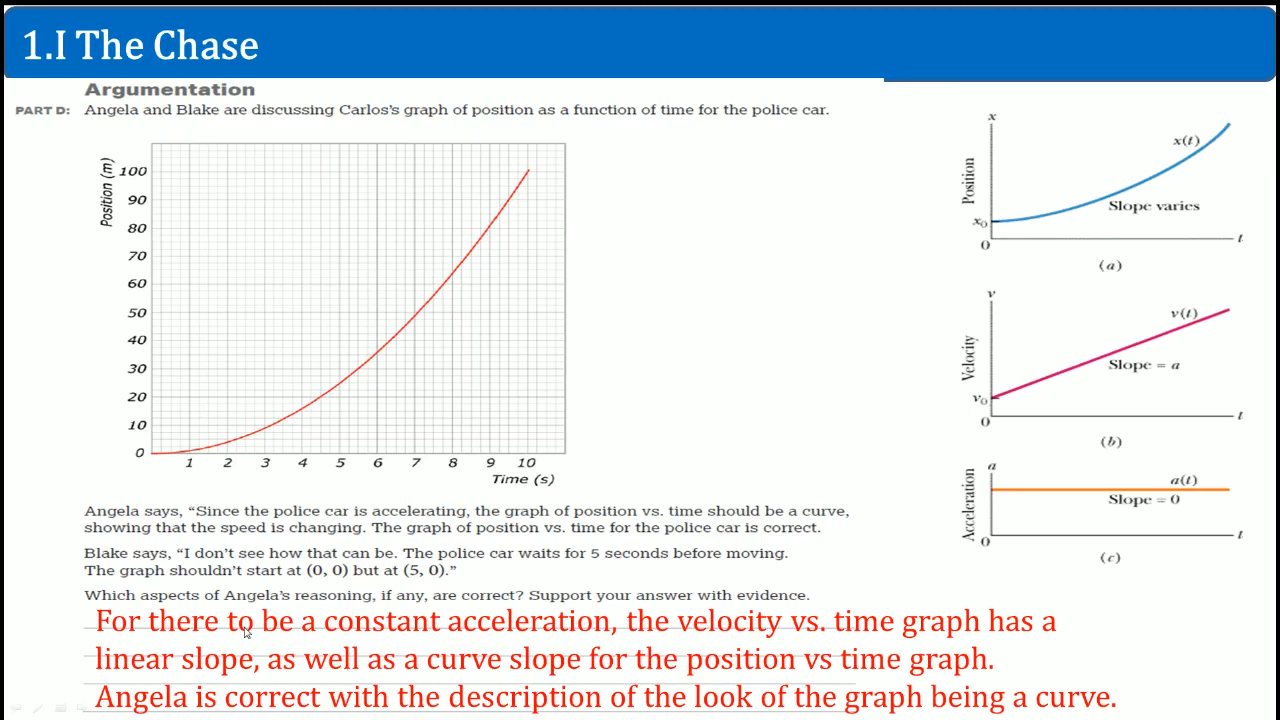 1.I The Chase
Argumentation
PART D: Angela and Blake are discussing Carlos's graph of position as a function of time for the police car.
Position (m)
100
90
80
70
60
50
40
30
20
10
0
1 2 3 4 5 6 7 8 9 10
Time (s)
x
x(t)
Position
Slope varies
x0
0
t
(a)
v
v(t)
Velocity
Slope = a
v0
0
t
(b)
a
a(t)
Acceleration
Slope = 0
0
t
(c)
Angela says, “Since the police car is accelerating, the graph of position vs. time should be a curve,
showing that the speed is changing. The graph of position vs. time for the police car is correct.
Blake says, “I don't see how that can be. The police car waits for 5 seconds before moving.
The graph shouldn't start at (0, 0) but at (5, 0).”
Which aspects of Angela's reasoning, if any, are correct? Support your answer with evidence.
For there to be a constant acceleration, the velocity vs. time graph has a
linear slope, as well as a curve slope for the position vs time graph.
Angela is correct with the description of the look of the graph being a curve.